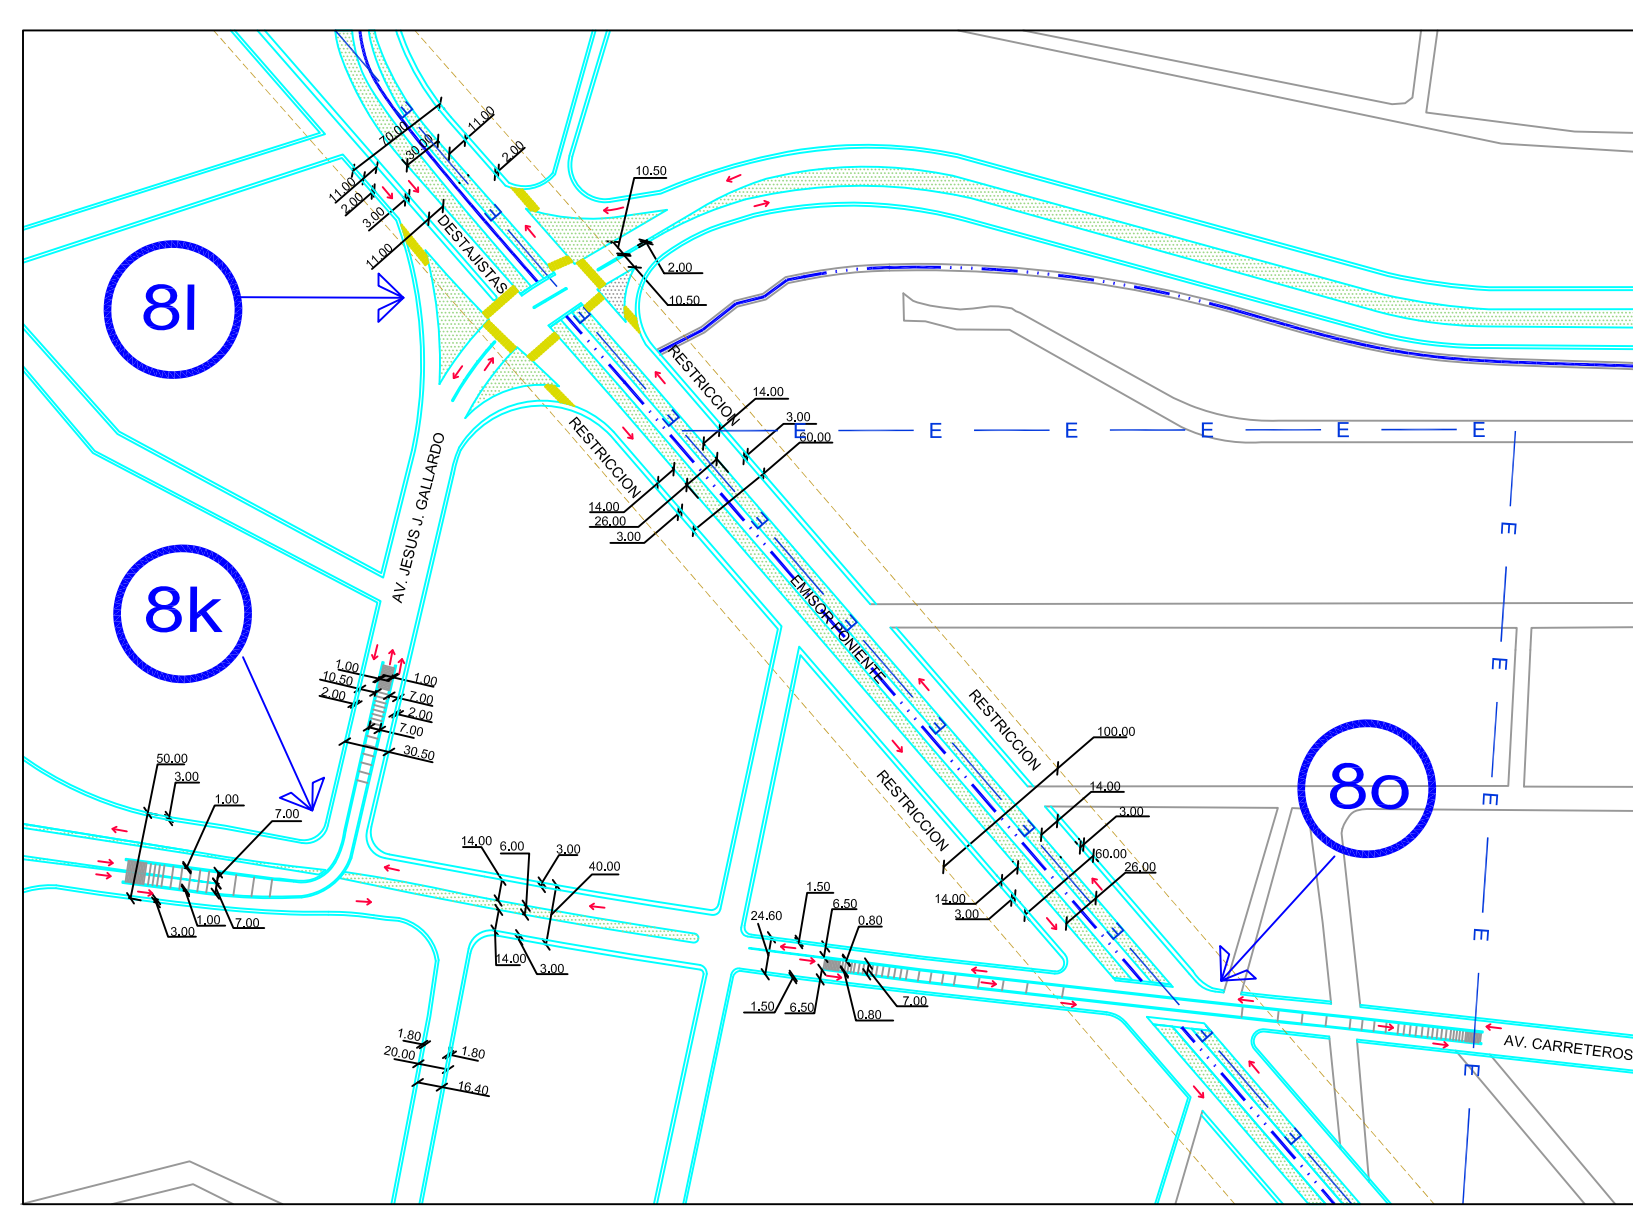 70.00
30.00
11.00
2.00
11.00
2.00
3.00
11.00
DESTAJISTAS
E
E
10.50
2.00
10.50
8l
E
RESTRICCION
RESTRICCION
14.00
3.00
60.00
E
E
E
E
E
E
E
E
14.00
26.00
3.00
E
E
AV. JESUS J. GALLARDO
8k
EMISOR PONIENTE
E
E
1.00
10.50
2.00
1.00
7.00
2.00
7.00
30.50
RESTRICCION
RESTRICCION
E
100.00
14.00
3.00
60.00
26.00
14.00
3.00
E
E
E
8o
50.00
3.00
1.00
7.00
3.00
1.00
7.00
14.00
6.00
3.00
40.00
14.00
3.00
24.60
1.50
6.50
0.80
1.50
6.50
0.80
7.00
E
E
AV. CARRETEROS
E
E
1.80
20.00
1.80
16.40